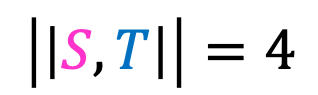 ||S, T|| = 4